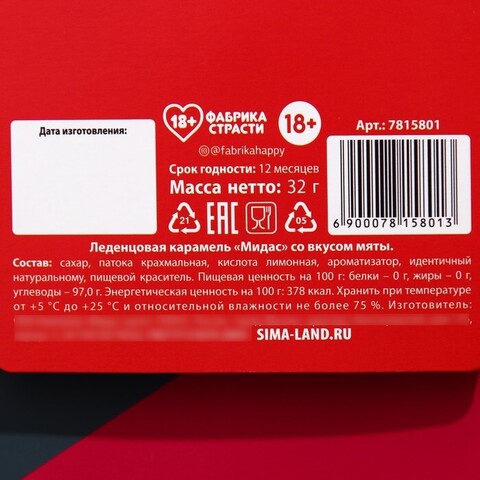 18+ ФАБРИКА
СТРАСТИ
18+
@fabrikahappy
Арт.: 7815801
Дата изготовления:
Срок годности: 12 месяцев
Масса нетто: 32 г
21
EAC
05
6 900078 158013
Леденцовая карамель «Мидас» со вкусом мяты.
Состав: сахар, патока крахмальная, кислота лимонная, ароматизатор, идентичный
натуральному, пищевой краситель. Пищевая ценность на 100 г: белки – 0 г, жиры – 0 г,
углеводы – 97,0 г. Энергетическая ценность на 100 г: 378 ккал. Хранить при температуре
от +5 °С до +25 °С и относительной влажности не более 75 %. Изготовитель:
SIMA-LAND.RU